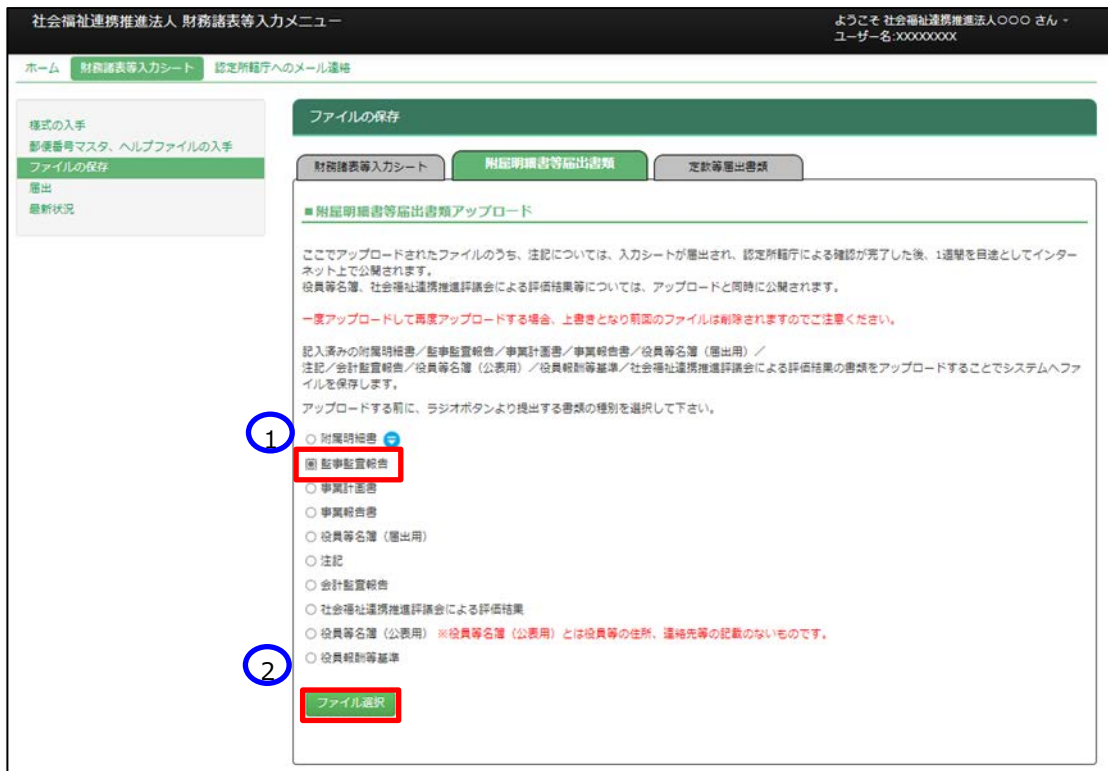 社会福祉連携推進法人 財務諸表等入力メニュー
ようこそ 社会福祉連携推進法人〇〇〇 さん
ユーザー名:XXXXXXXX
ホーム 財務諸表等入力シート 認定所轄庁へのメール連絡
様式の入手
郵便番号マスタ、ヘルプファイルの入手
ファイルの保存
届出
最新状況
ファイルの保存
財務諸表等入力シート 附属明細書等届出書類 定款等届出書類
■附属明細書等届出書類アップロード
ここでアップロードされたファイルのうち、注記については、入力シートが届出され、認定所轄庁による確認が完了した後、1週間を目途としてインター
ネット上で公開されます。
役員等名簿、社会福祉連携推進評議会による評価結果等については、アップロードと同時に公開されます。
一度アップロードして再度アップロードする場合、上書きとなり前回のファイルは削除されますのでご注意ください。
記入済みの附属明細書／監事監査報告／事業計画書／事業報告書／役員等名簿（届出用）／
注記／会計監査報告／役員等名簿（公表用）／役員報酬等基準／社会福祉連携推進評議会による評価結果の書類をアップロードすることでシステムへファ
イルを保存します。
アップロードする前に、ラジオボタンより提出する書類の種別を選択して下さい。
1
附属明細書
監事監査報告
事業計画書
事業報告書
役員等名簿（届出用）
注記
会計監査報告
社会福祉連携推進評議会による評価結果
役員等名簿（公表用） ※役員等名簿（公表用）とは役員等の住所、連絡先等の記載のないものです。
2
役員報酬等基準
ファイル選択